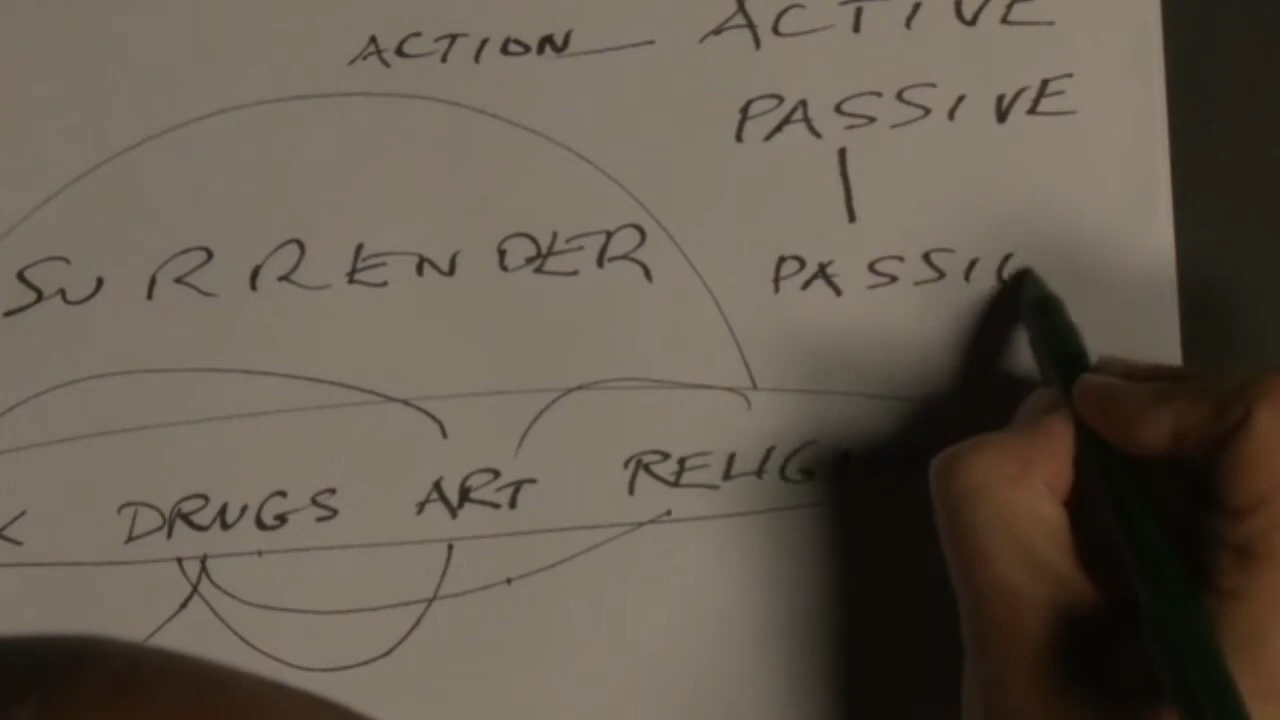 ACTION — ACTIVE
PASSIVE
SURRENDER
DRUGS ART